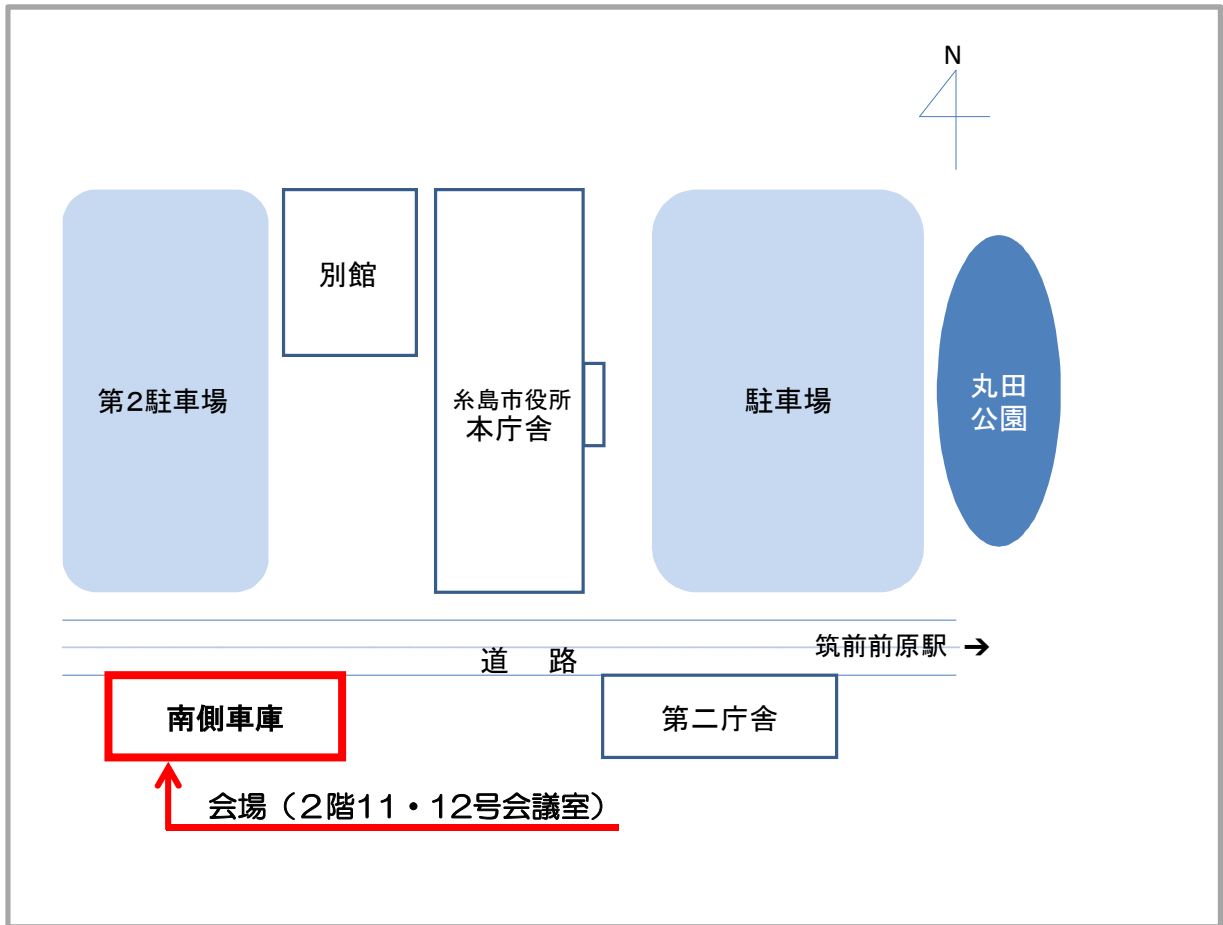 N
別館
第2駐車場
糸島市役所
本庁舎
駐車場
丸田
公園
筑前前原駅 →
道　路
南側車庫
第二庁舎
会場（２階１１・１２号会議室）